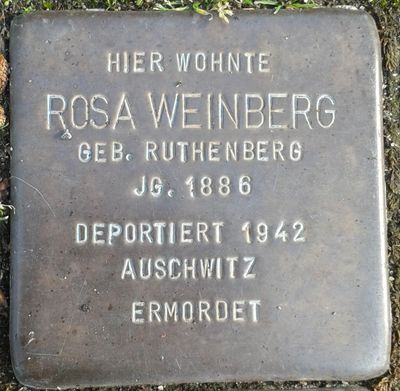 HIER WOHNTE
ROSA WEINBERG
GEB. RUTHENBERG
JG. 1886
DEPORTIERT 1942
AUSCHWITZ
ERMORDET